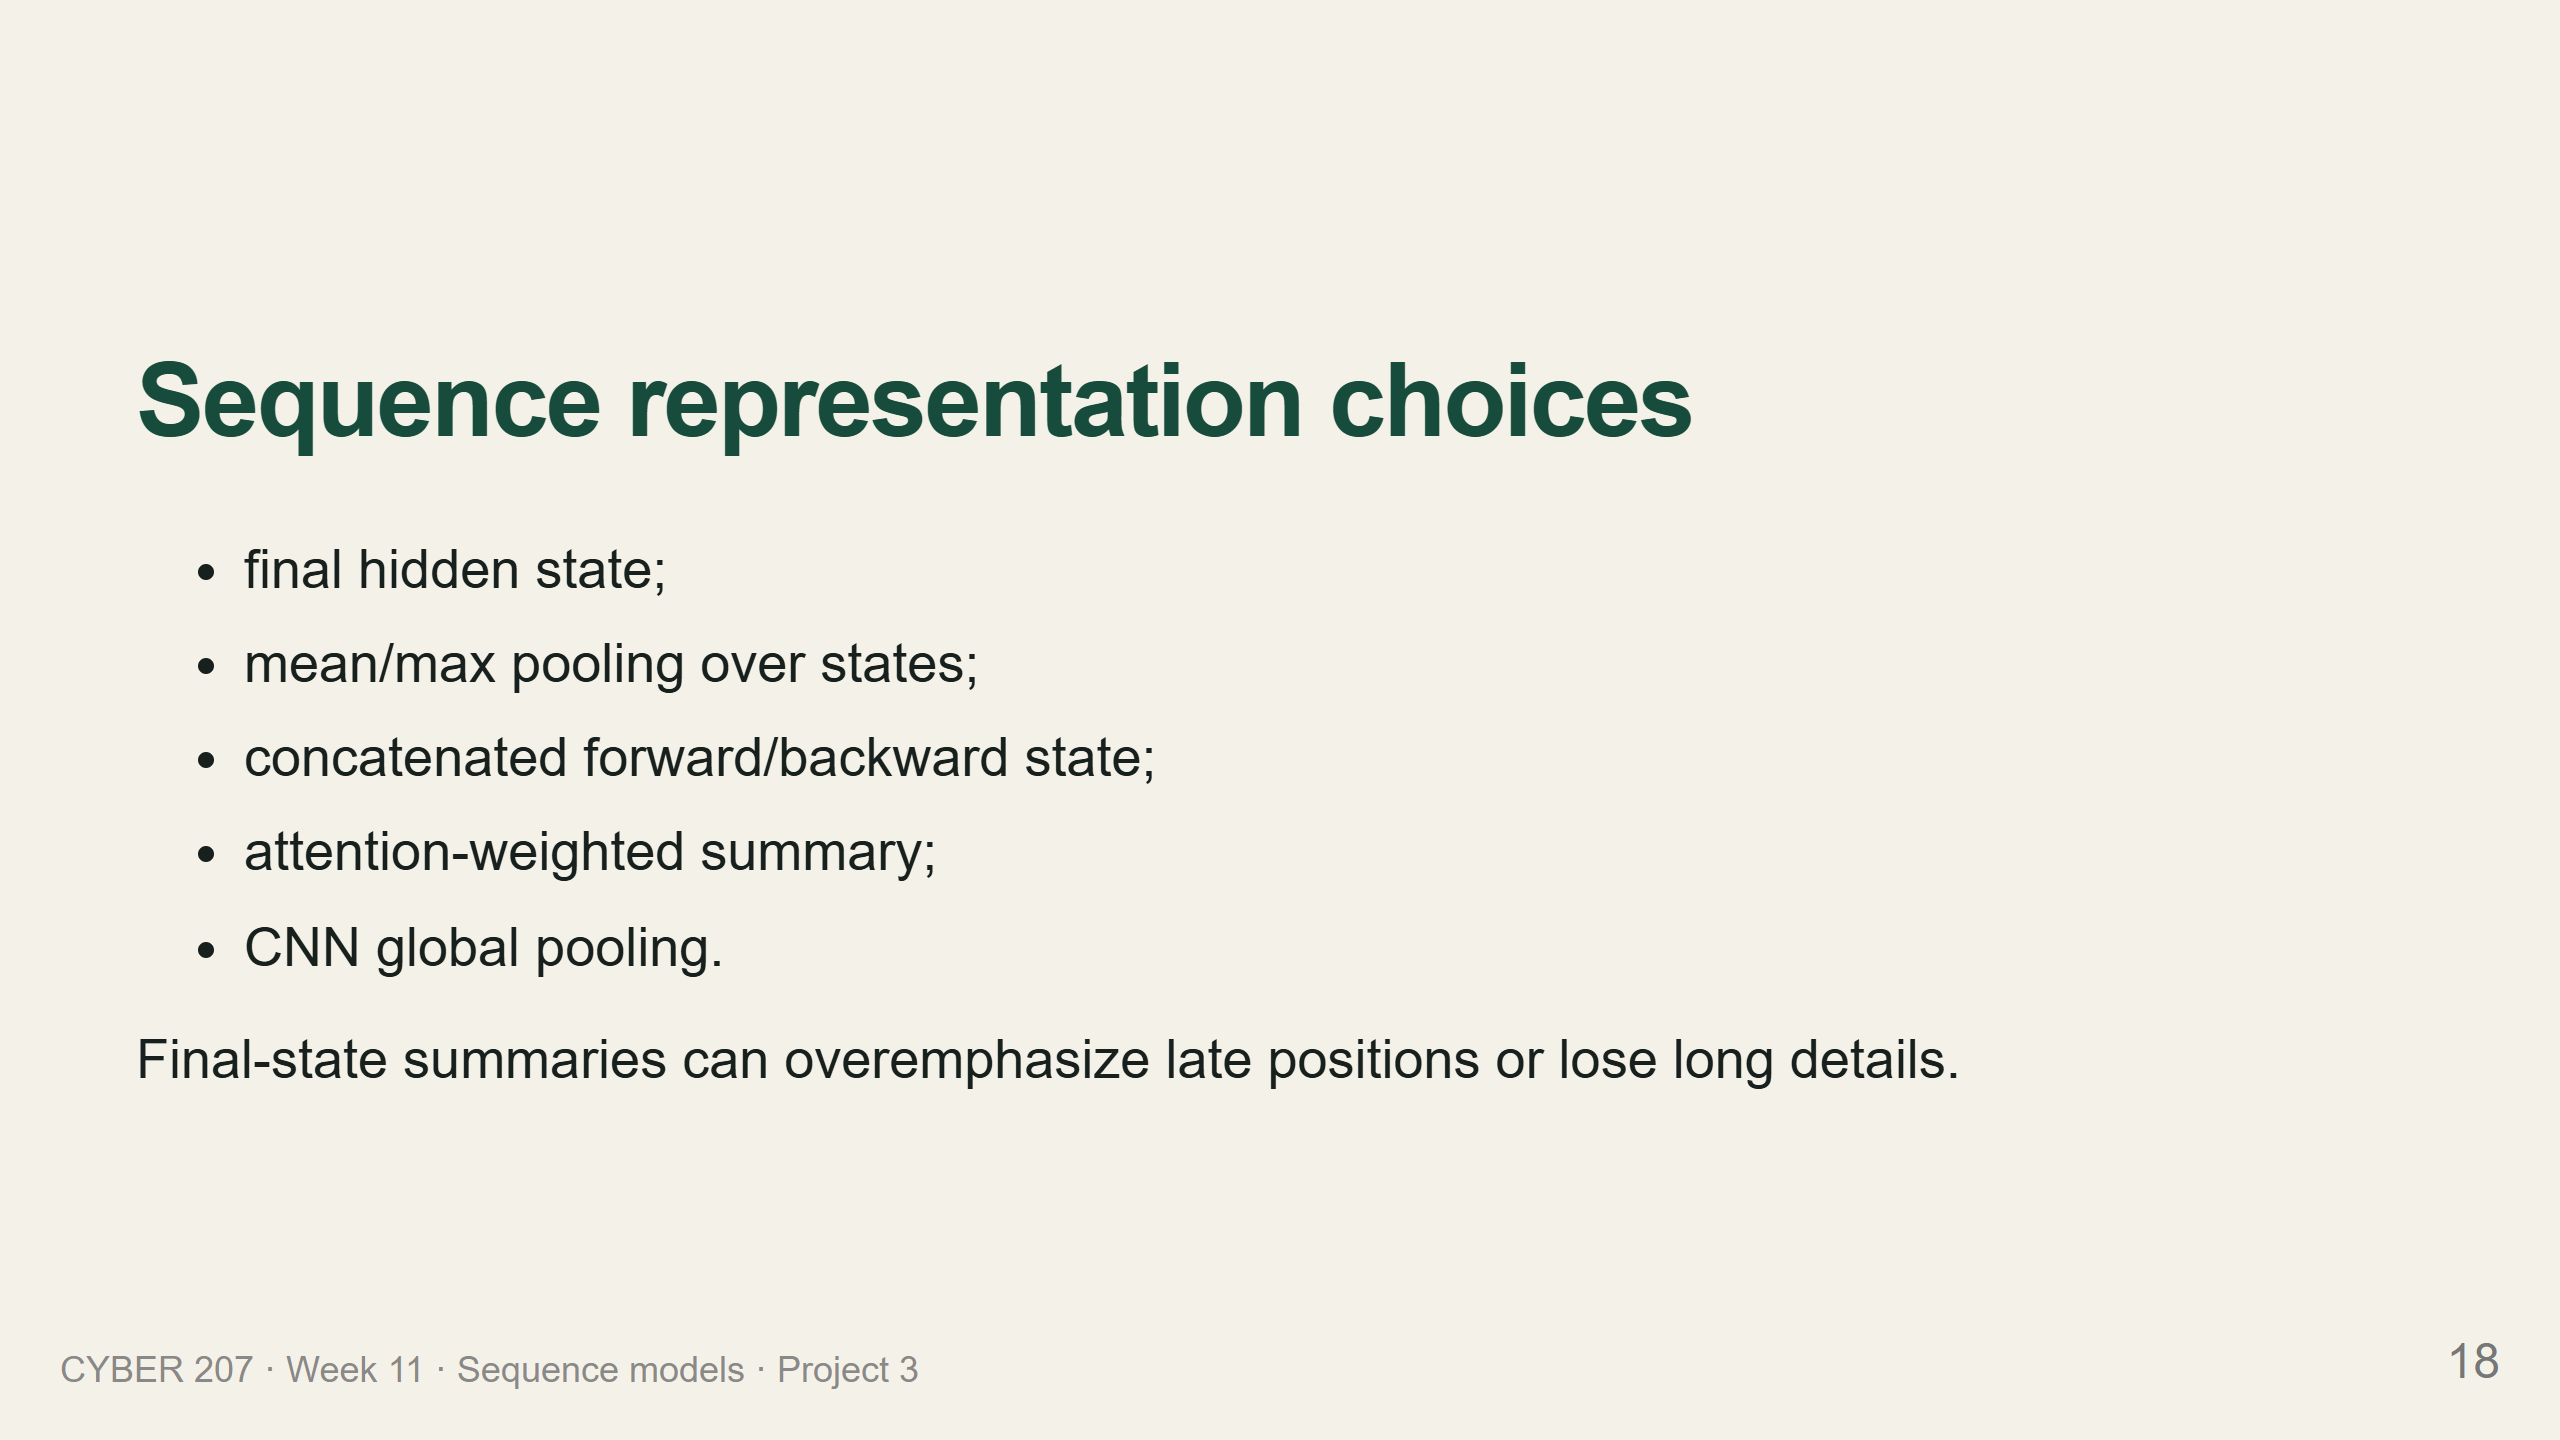 Sequence representation choices
• final hidden state;
• mean/max pooling over states;
• concatenated forward/backward state;
• attention-weighted summary;
• CNN global pooling.
Final-state summaries can overemphasize late positions or lose long details.
CYBER 207 · Week 11 · Sequence models · Project 3
18